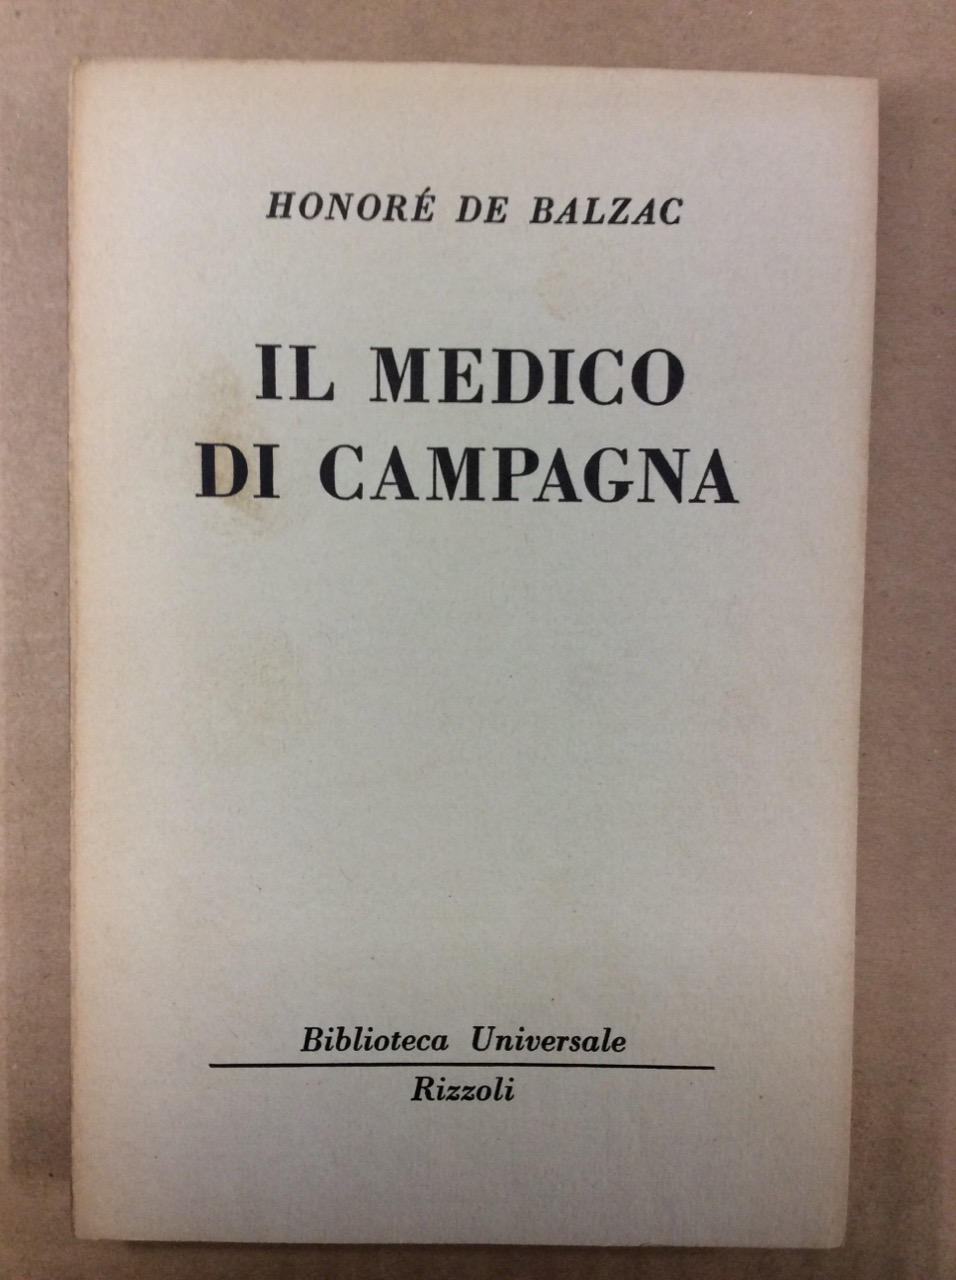 HONORÉ DE BALZAC
IL MEDICO
DI CAMPAGNA
Biblioteca Universale
Rizzoli